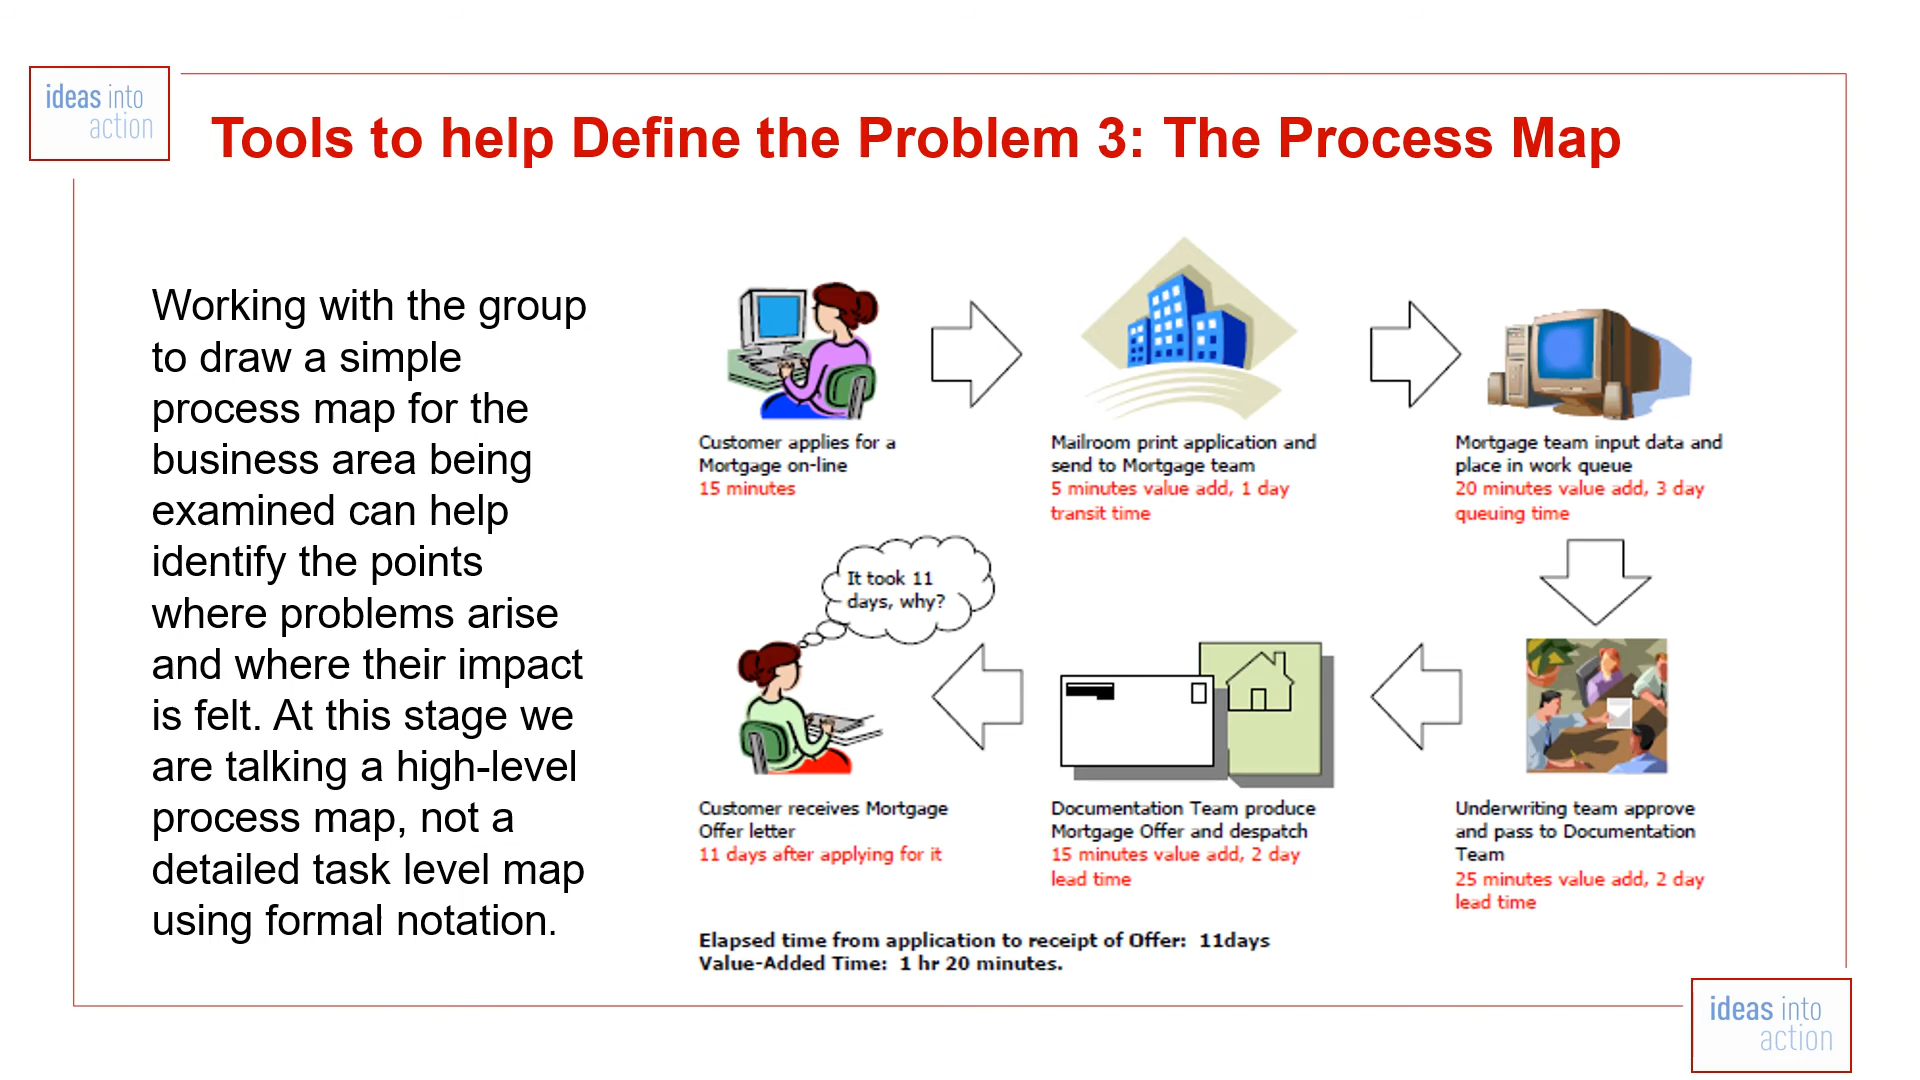 ideas into
action
Tools to help Define the Problem 3: The Process Map
Working with the group
to draw a simple
process map for the
business area being
examined can help
identify the points
where problems arise
and where their impact
is felt. At this stage we
are talking a high-level
process map, not a
detailed task level map
using formal notation.
Customer applies for a
Mortgage on-line
15 minutes
Mailroom print application and
send to Mortgage team
5 minutes value add, 1 day
transit time
Mortgage team input data and
place in work queue
20 minutes value add, 3 day
queuing time
It took 11
days, why?
Customer receives Mortgage
Offer letter
11 days after applying for it
Documentation Team produce
Mortgage Offer and despatch
15 minutes value add, 2 day
lead time
Underwriting team approve
and pass to Documentation
Team
25 minutes value add, 2 day
lead time
Elapsed time from application to receipt of Offer: 11days
Value-Added Time: 1 hr 20 minutes.
ideas into
action